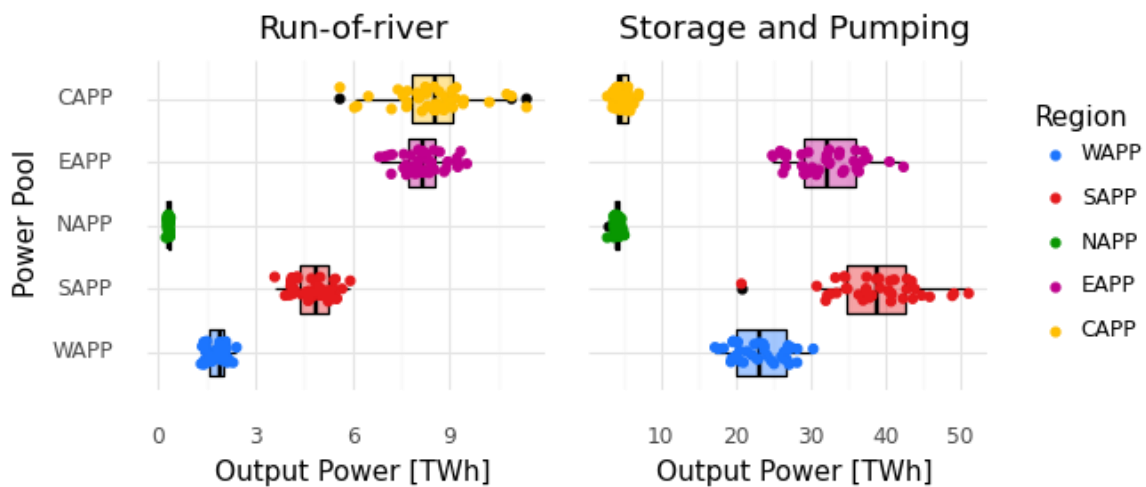 Run-of-river
Storage and Pumping
Power Pool
CAPP
EAPP
NAPP
SAPP
WAPP
0 3 6 9
10 20 30 40 50
Output Power [TWh]
Output Power [TWh]
Region
WAPP
SAPP
NAPP
EAPP
CAPP